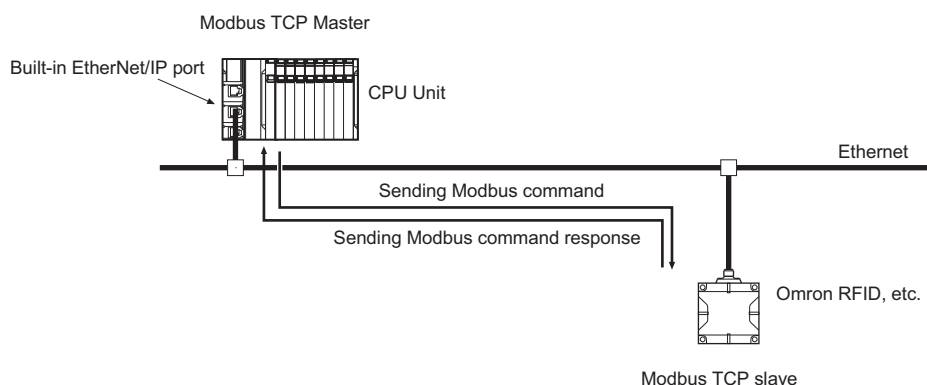 Modbus TCP Master
Built-in EtherNet/IP port
CPU Unit
Ethernet
Sending Modbus command
Sending Modbus command response
Omron RFID, etc.
Modbus TCP slave